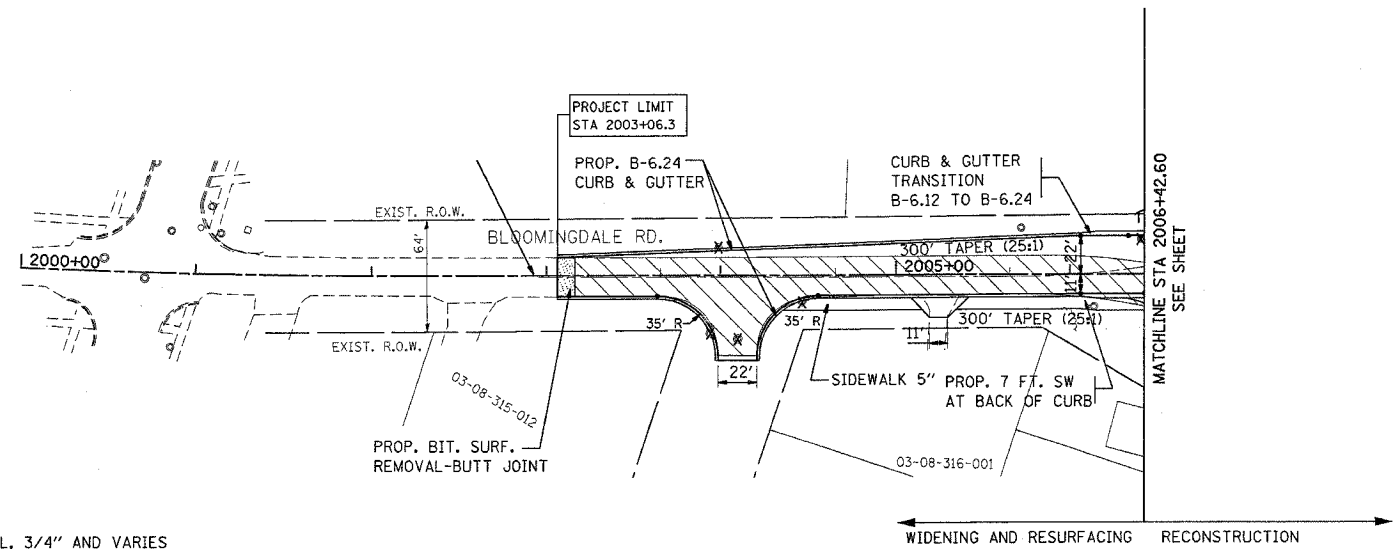 PROJECT LIMIT
STA 2003+06.3
PROP. B-6.24
CURB & GUTTER
CURB & GUTTER
TRANSITION
B-6.12 TO B-6.24
EXIST. R.O.W.
64'
BLOOMINGDALE RD.
300' TAPER (25:1)
11'-22'
2000+00
2005+00
11'
MATCHLINE STA 2006+42.60
SEE SHEET
35' R
35' R
300' TAPER (25:1)
11'
EXIST. R.O.W.
22'
SIDEWALK 5"
PROP. 7 FT. SW
AT BACK OF CURB
03-08-315-012
PROP. BIT. SURF.
REMOVAL-BUTT JOINT
03-08-316-001
WIDENING AND RESURFACING
RECONSTRUCTION
L. 3/4" AND VARIES